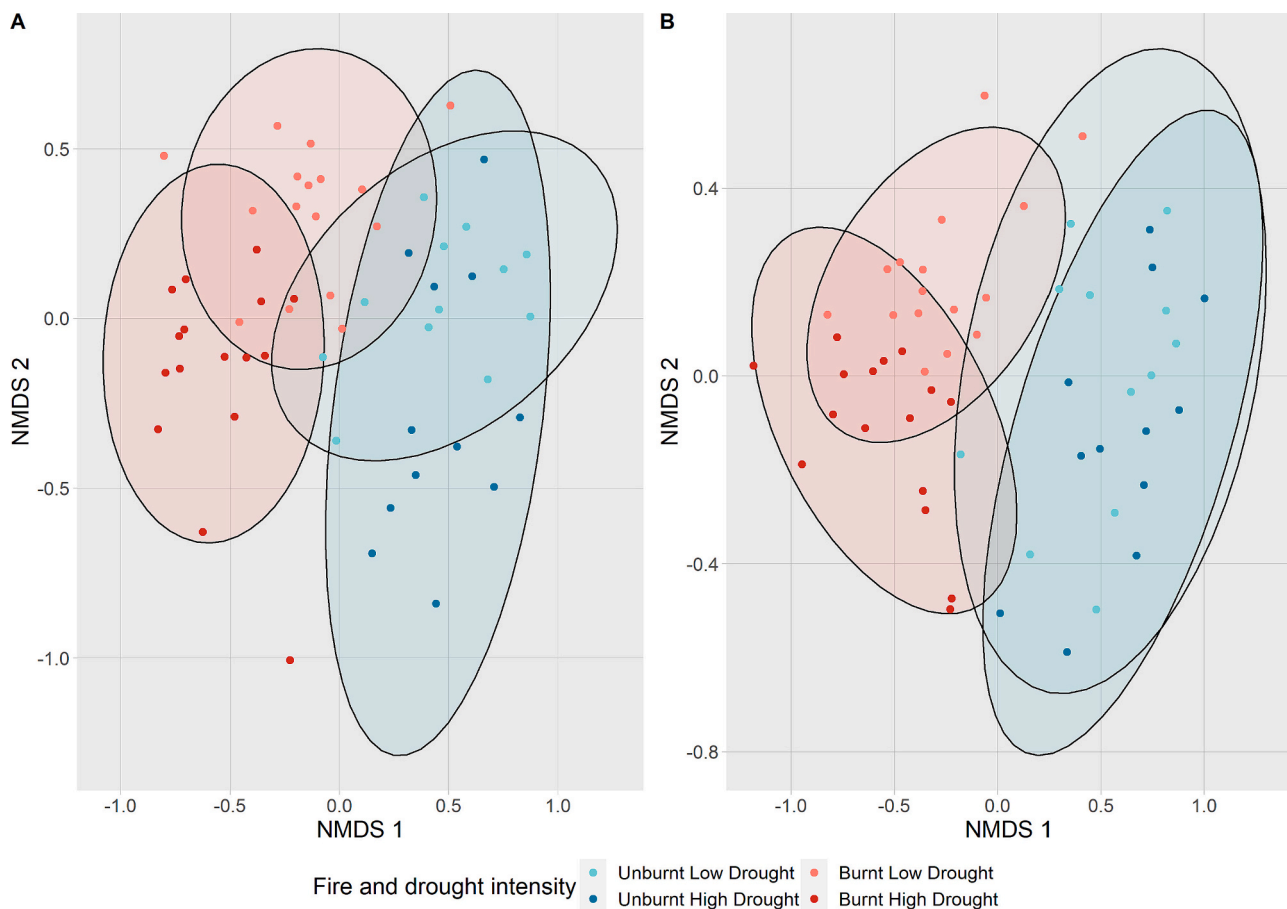 A
B
NMDS 2
0.5
0.0
-0.5
-1.0
-1.0 -0.5 0.0 0.5 1.0
NMDS 1
NMDS 2
0.4
0.0
-0.4
-0.8
-1.0 -0.5 0.0 0.5 1.0
NMDS 1
Fire and drought intensity
Unburnt Low Drought
Burnt Low Drought
Unburnt High Drought
Burnt High Drought